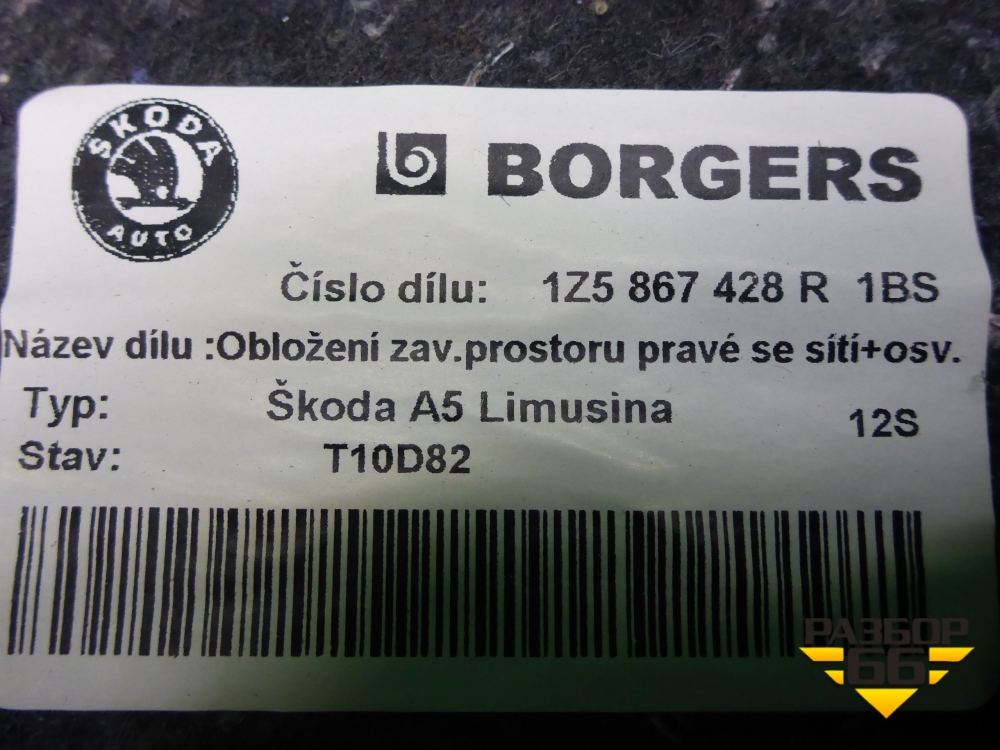 ŠKODA
AUTO
BORGERS
Číslo dílu: 1Z5 867 428 R 1BS
Název dílu :Obložení zav.prostoru pravé se sítí+osv.
Typ: Škoda A5 Limusina 12S
Stav: T10D82
РАЗБОР
66